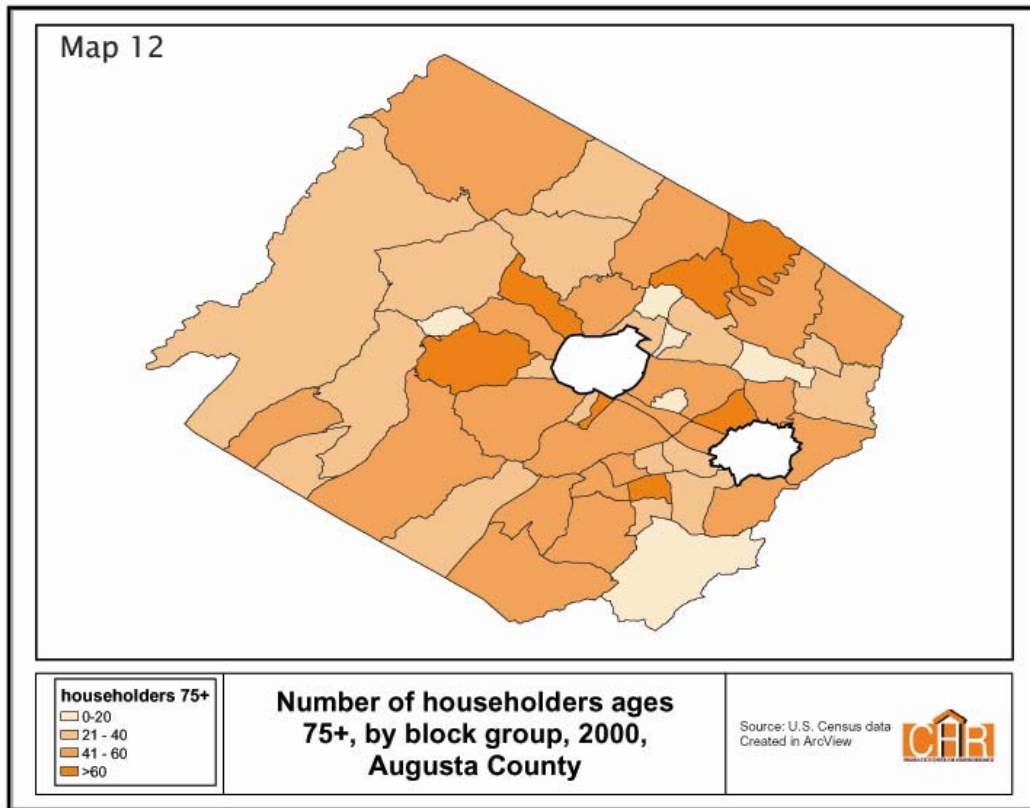 Map 12
householders 75+
0-20
21 - 40
41 - 60
>60
Number of householders ages
75+, by block group, 2000,
Augusta County
Source: U.S. Census data
Created in ArcView
CHR